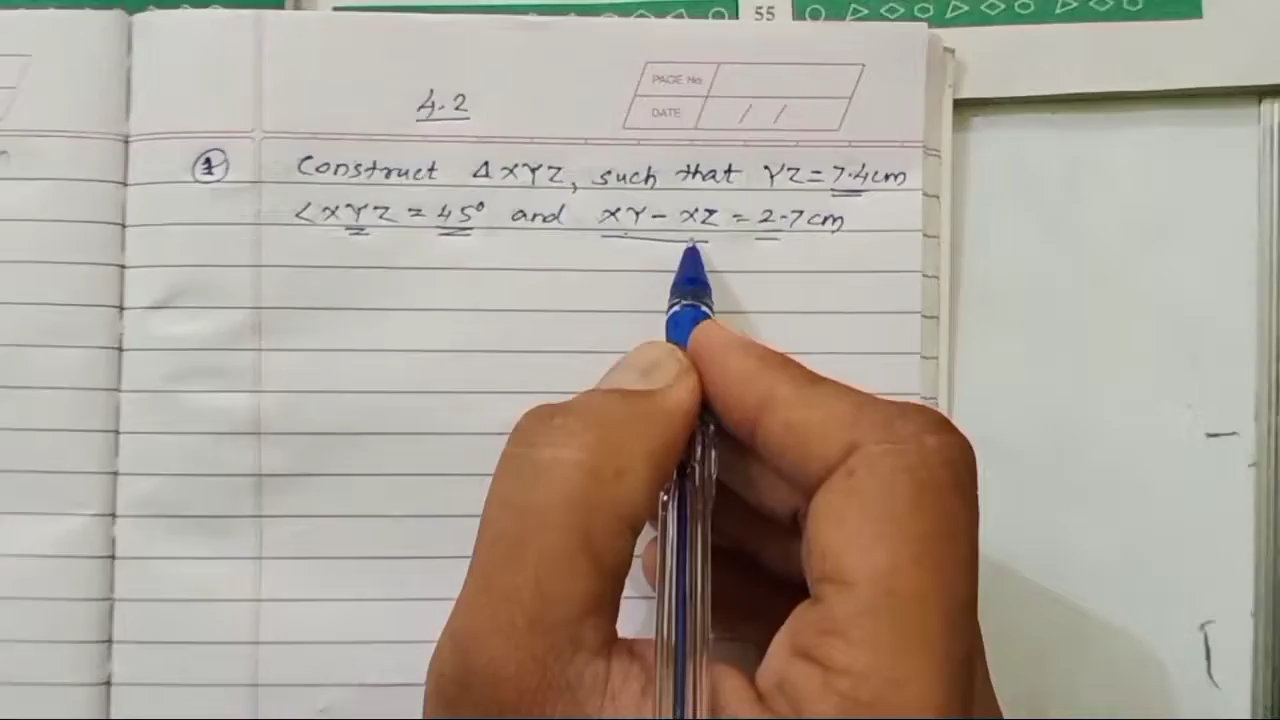 55
PAGE No.
DATE / /
4.2
1 Construct ΔXYZ, such that YZ = 7.4cm
∠XYZ = 45° and XY - XZ = 2.7cm